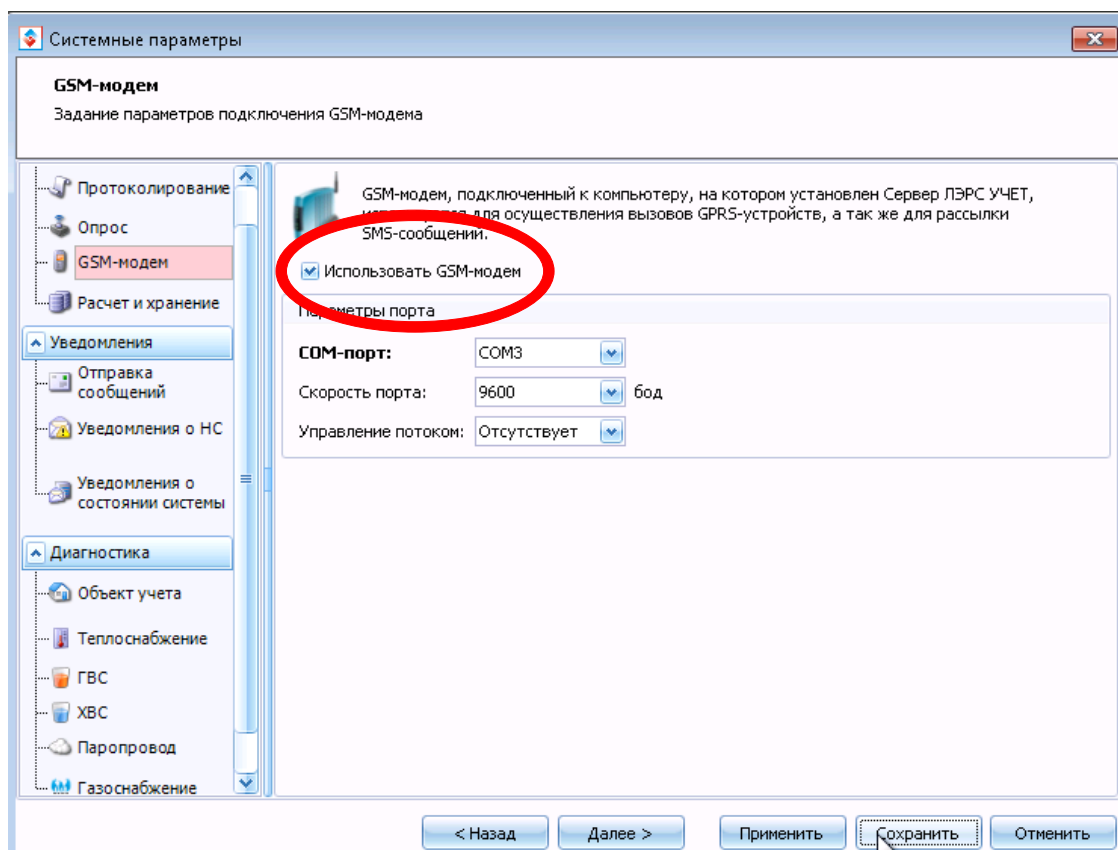 Системные параметры
GSM-модем
Задание параметров подключения GSM-модема
Протоколирование
Опрос
GSM-модем
Расчет и хранение
Уведомления
Отправка
сообщений
Уведомления о НС
Уведомления о
состоянии системы
Диагностика
Объект учета
Теплоснабжение
ГВС
ХВС
Паропровод
Газоснабжение
GSM-модем, подключенный к компьютеру, на котором установлен Сервер ЛЭРС УЧЕТ,
для осуществления вызовов GPRS-устройств, а так же для рассылки
SMS-сообщений.
Использовать GSM-модем
Параметры порта
COM-порт: COM3
Скорость порта: 9600 бод
Управление потоком: Отсутствует
< Назад Далее > Применить Сохранить Отменить